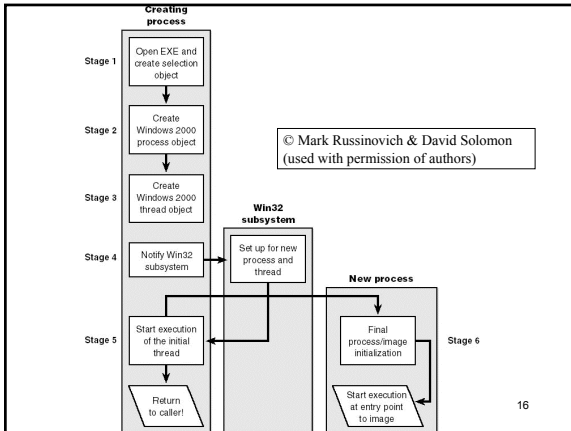 Creating
process
Stage 1
Open EXE and
create selection
object
Stage 2
Create
Windows 2000
process object
© Mark Russinovich & David Solomon
(used with permission of authors)
Stage 3
Create
Windows 2000
thread object
Win32
subsystem
Stage 4
Notify Win32
subsystem
Set up for new
process and
thread
New process
Stage 5
Start execution
of the initial
thread
Final
process/image
initialization
Stage 6
Return
to caller!
Start execution
at entry point
to image
16